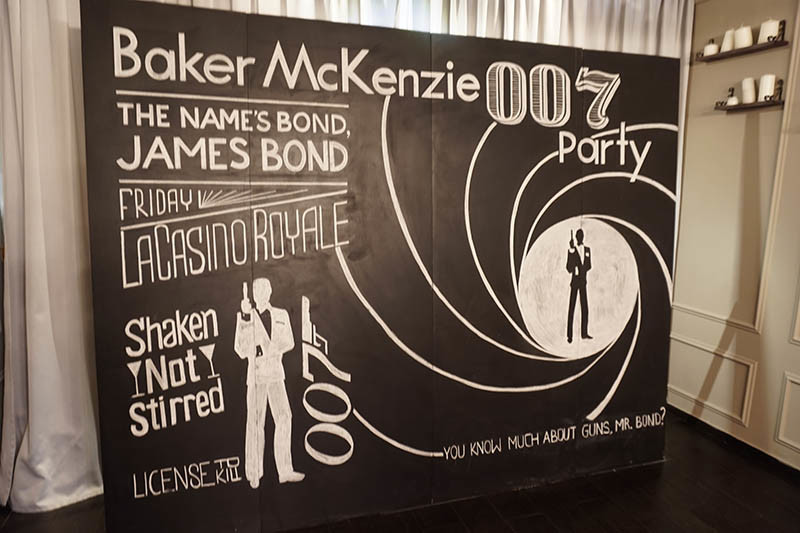 Baker McKenzie 007
Party
THE NAME'S BOND,
JAMES BOND
FRIDAY
LACASINO ROYALE
Shaken
Not
Stirred
007
LICENSE TO
KILL
YOU KNOW MUCH ABOUT GUNS, MR. BOND?